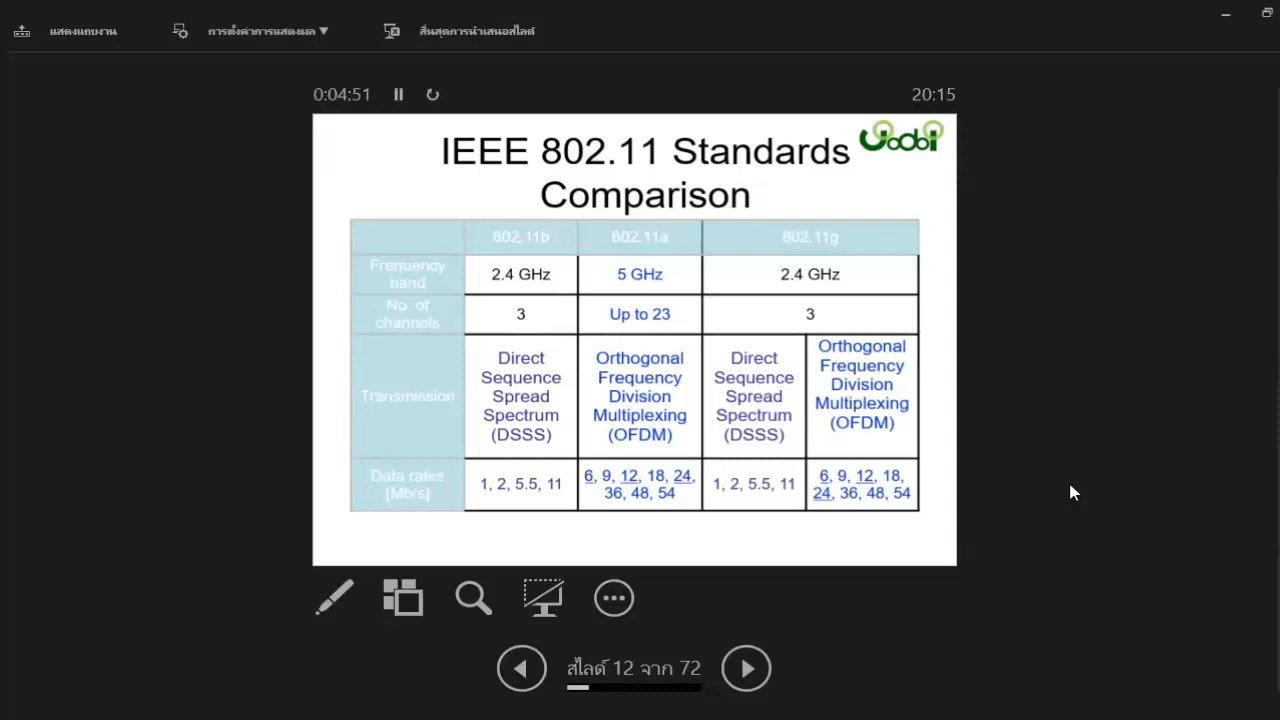 แสดงแถบงาน การตั้งค่าการแสดงผล ▼ สิ้นสุดการนำเสนอสไลด์
0:04:51 20:15
IEEE 802.11 Standards
Comparison
802.11b 802.11a 802.11g
Frequency
band
2.4 GHz 5 GHz 2.4 GHz
No. of
channels
3 Up to 23 3
Transmission
Direct
Sequence
Spread
Spectrum
(DSSS)
Orthogonal
Frequency
Division
Multiplexing
(OFDM)
Direct
Sequence
Spread
Spectrum
(DSSS)
Orthogonal
Frequency
Division
Multiplexing
(OFDM)
Data rates
(Mb/s)
1, 2, 5.5, 11
6, 9, 12, 18, 24,
36, 48, 54
1, 2, 5.5, 11
6, 9, 12, 18,
24, 36, 48, 54
สไลด์ 12 จาก 72